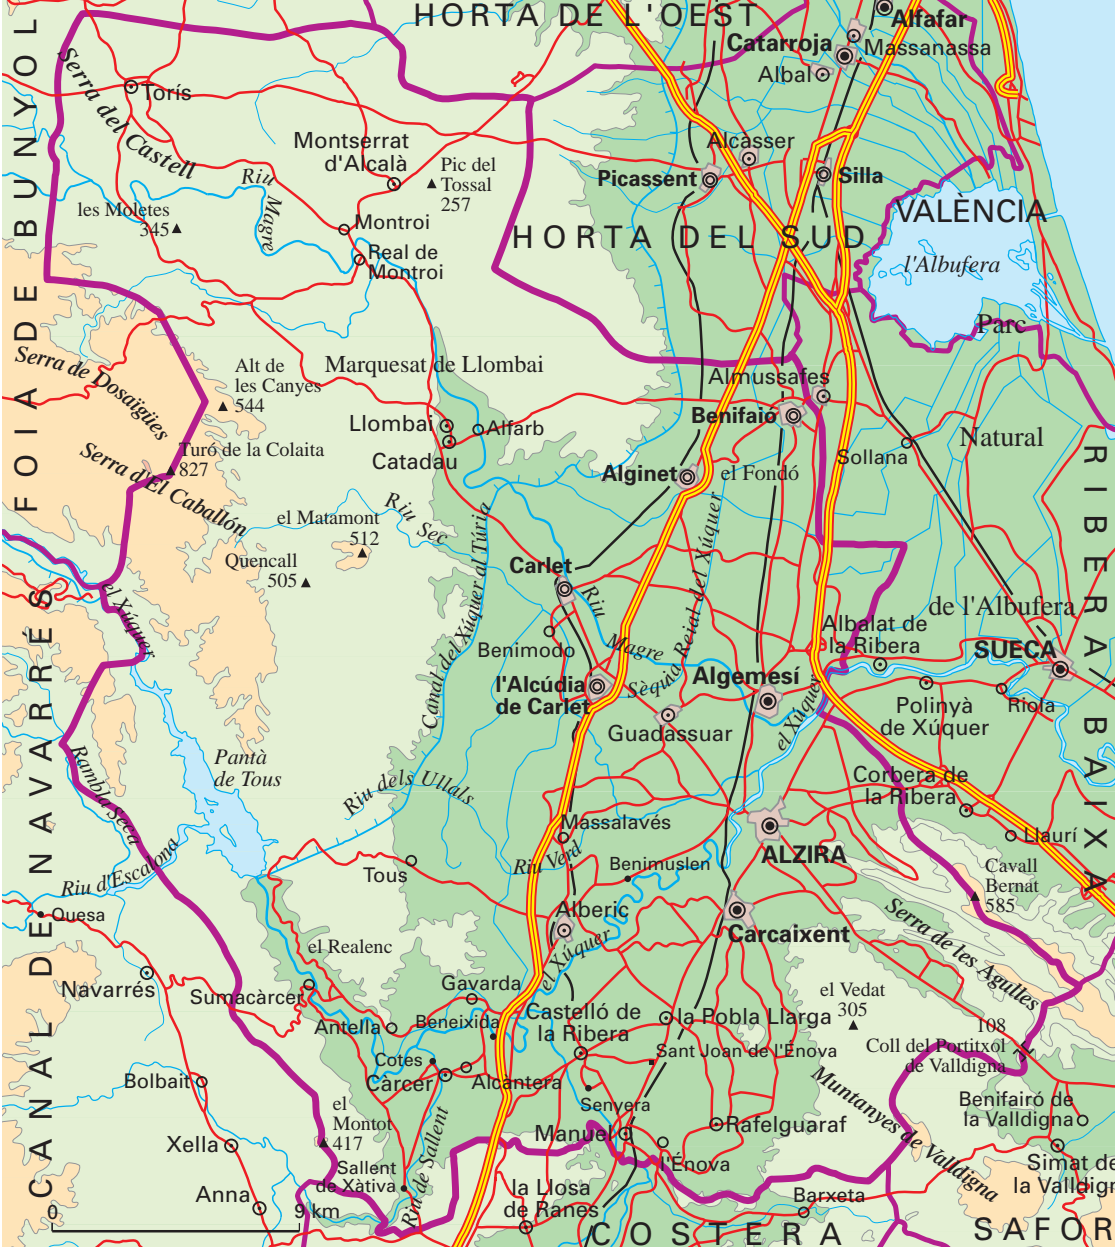 HORTA DE L'OEST
Alfafar
Catarroja
Massanassa
Albal
FOIA DE BUNYOL
Serra del Castell
Torís
Montserrat
d'Alcalà
Pic del
Tossal
257
Alcàsser
Picassent
Silla
Riu
Magre
les Moletes
345
Montroi
Real de
Montroi
HORTA DEL SUD
VALÈNCIA
l'Albufera
Parc
Serra de Dosaigües
Alt de
les Canyes
544
Marquesat de Llombai
Almussafes
Benifaió
Llombai
Alfarb
Catadau
Turó de la Colaita
827
Serra d'El Caballón
Sollana
Natural
Alginet
el Fondó
el Matamont
512
Riu Sec
Quencall
505
Canal del Xúquer al Túria
Séquia Reial del Xúquer
Carlet
Riu
Magre
Benimodo
el Xúquer
de l'Albufera
Albalat de
la Ribera
SUECA
RIBERA BAIXA
l'Alcúdia
de Carlet
Algemesí
Guadassuar
el Xúquer
Polinyà
de Xúquer
Riola
CANAL DE NAVARRÉS
Pantà
de Tous
Rambla Seca
Riu dels Ullals
Corbera de
la Ribera
Llaurí
Massalavés
ALZIRA
Riu d'Escalona
Tous
Riu Verd
Benimuslen
Cavall
Bernat
585
Quesa
Alberic
Carcaixent
Serra de les Agulles
el Realenc
el Xúquer
Navarrés
Sumacàrcer
Gavarda
el Vedat
305
Antella
Beneixida
Castelló de
la Ribera
la Pobla Llarga
108
Coll del Portitxol
de Valldigna
Sant Joan de l'Ènova
Cotes
Càrcer
Alcàntera
Bolbait
Senyera
Muntanyes de Valldigna
Benifairó de
la Valldigna
el
Montot
417
Riu de Sallent
Manuel
Rafelguaraf
Xella
l'Ènova
Simat de
la Valldign
Sallent
de Xàtiva
Anna
la Llosa
de Ranes
Barxeta
0
9 km
COSTERA
SAFOR